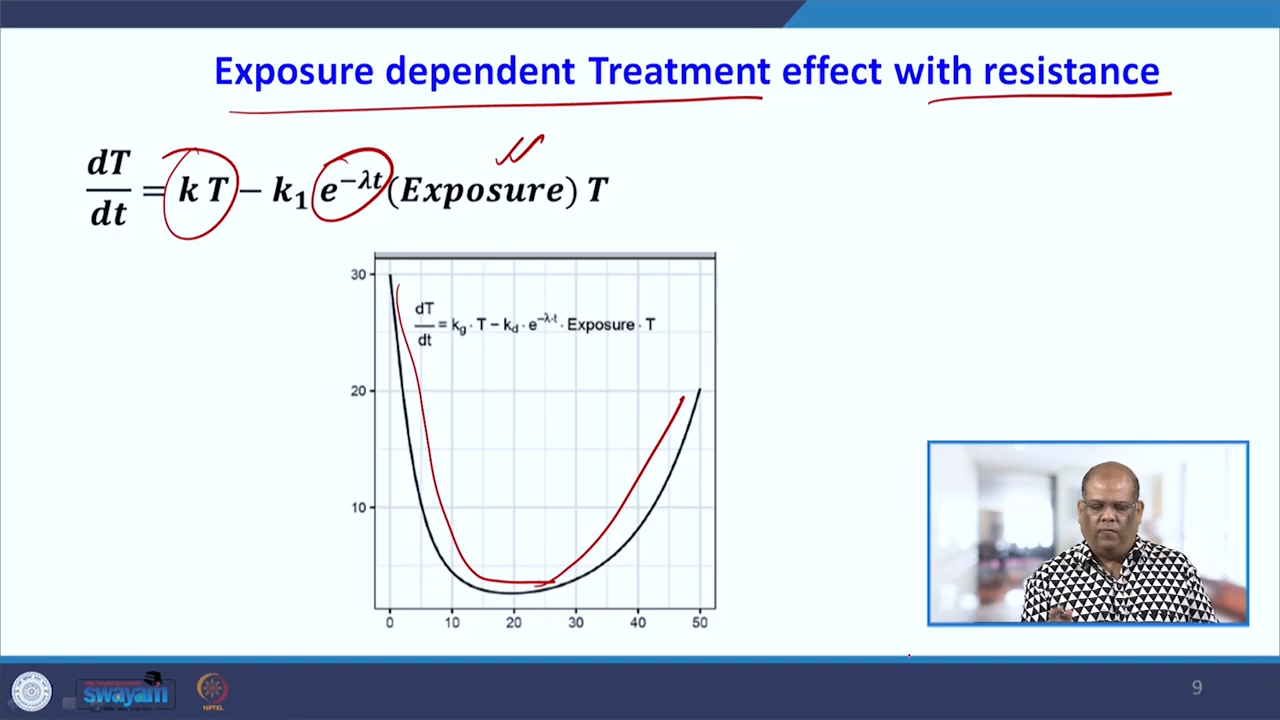 Exposure dependent Treatment effect with resistance
dT/dt = k T − k₁ e^(−λt) (Exposure) T
30
dT/dt = k_g · T − k_d · e^(−λ·t) · Exposure · T
20
10
0 10 20 30 40 50
swayam
NPTEL
9